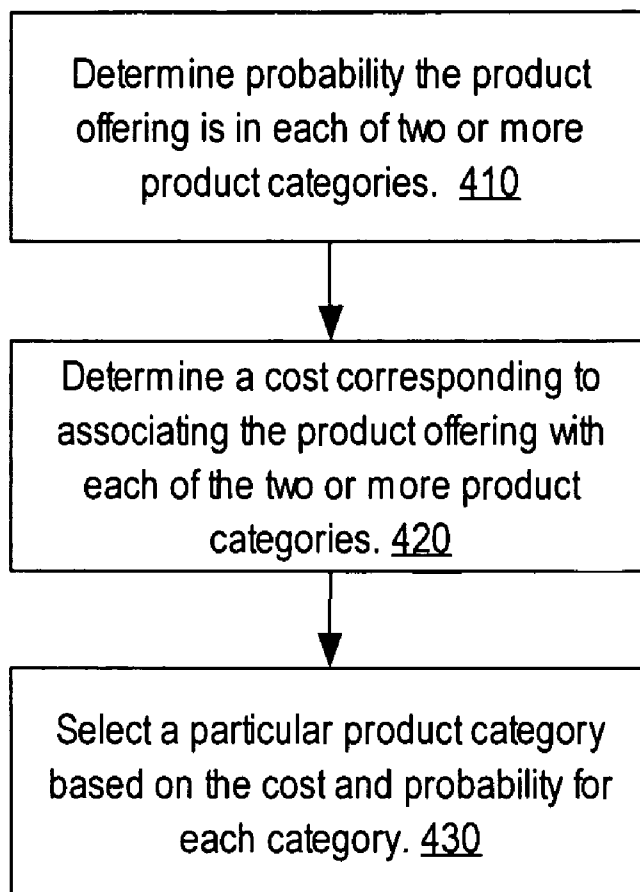 Determine probability the product
offering is in each of two or more
product categories. 410
Determine a cost corresponding to
associating the product offering with
each of the two or more product
categories. 420
Select a particular product category
based on the cost and probability for
each category. 430